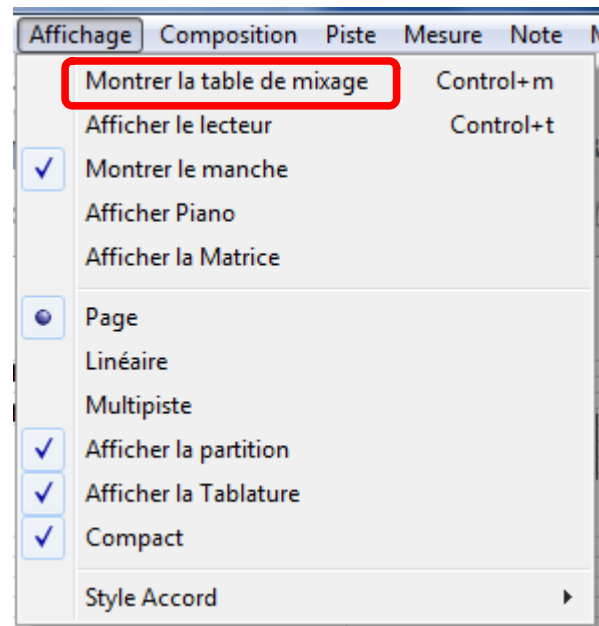 Affichage Composition Piste Mesure Note
Montrer la table de mixage Control+m
Afficher le lecteur Control+t
Montrer le manche
Afficher Piano
Afficher la Matrice
Page
Linéaire
Multipiste
Afficher la partition
Afficher la Tablature
Compact
Style Accord